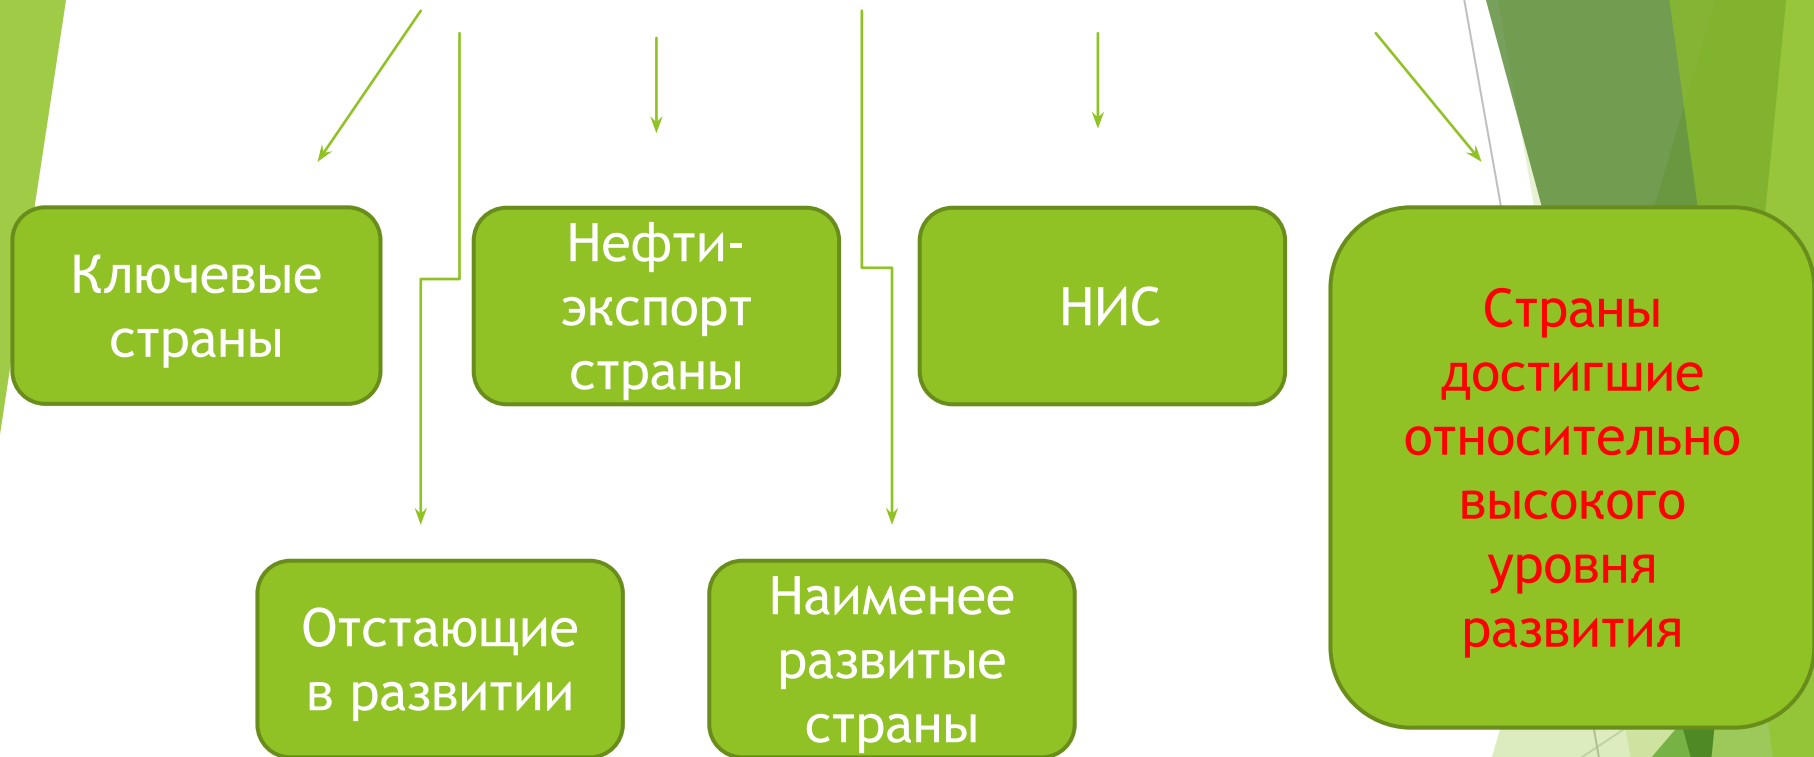 Ключевые
страны
Нефти-
экспорт
страны
НИС
Страны
достигшие
относительно
высокого
уровня
развития
Отстающие
в развитии
Наименее
развитые
страны